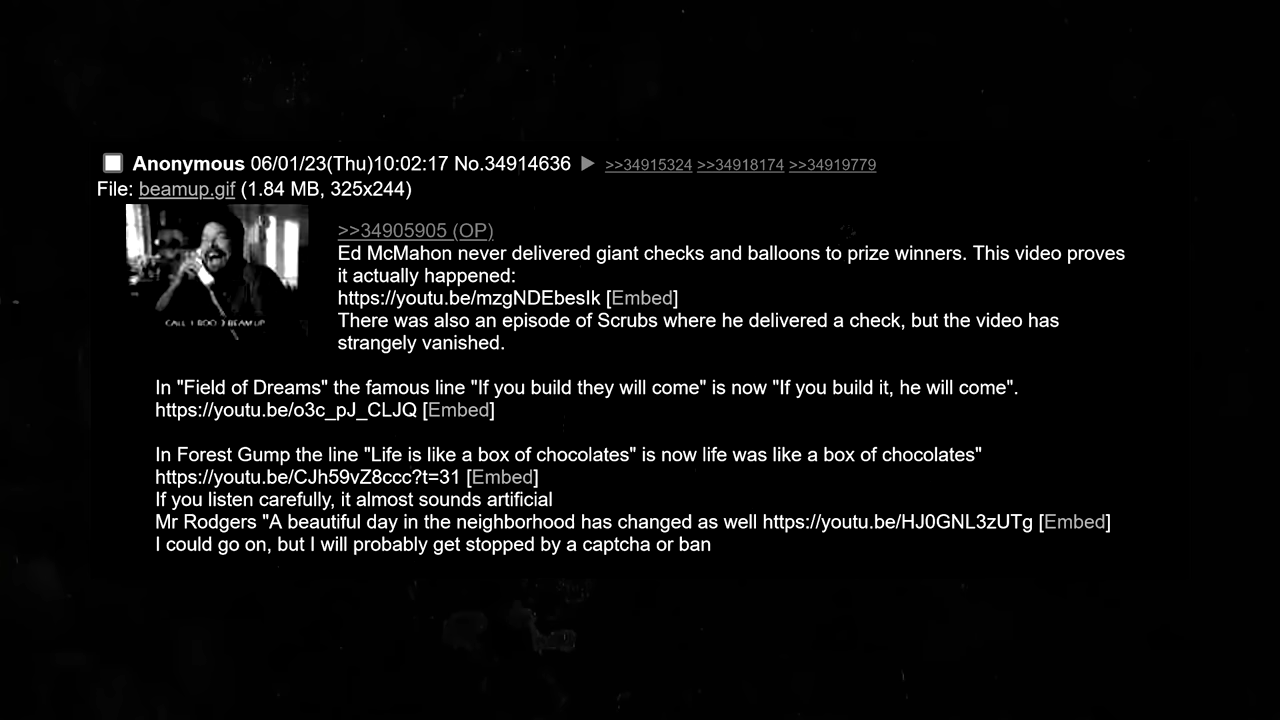 Anonymous 06/01/23(Thu)10:02:17 No.34914636 ▶ >>34915324 >>34918174 >>34919779
File: beamup.gif (1.84 MB, 325x244)
CALL 1 800 3 BEAM UP
>>34905905 (OP)
Ed McMahon never delivered giant checks and balloons to prize winners. This video proves
it actually happened:
https://youtu.be/mzgNDEbesIk [Embed]
There was also an episode of Scrubs where he delivered a check, but the video has
strangely vanished.
In "Field of Dreams" the famous line "If you build they will come" is now "If you build it, he will come".
https://youtu.be/o3c_pJ_CLJQ [Embed]
In Forest Gump the line "Life is like a box of chocolates" is now life was like a box of chocolates"
https://youtu.be/CJh59vZ8ccc?t=31 [Embed]
If you listen carefully, it almost sounds artificial
Mr Rodgers "A beautiful day in the neighborhood has changed as well https://youtu.be/HJ0GNL3zUTg [Embed]
I could go on, but I will probably get stopped by a captcha or ban